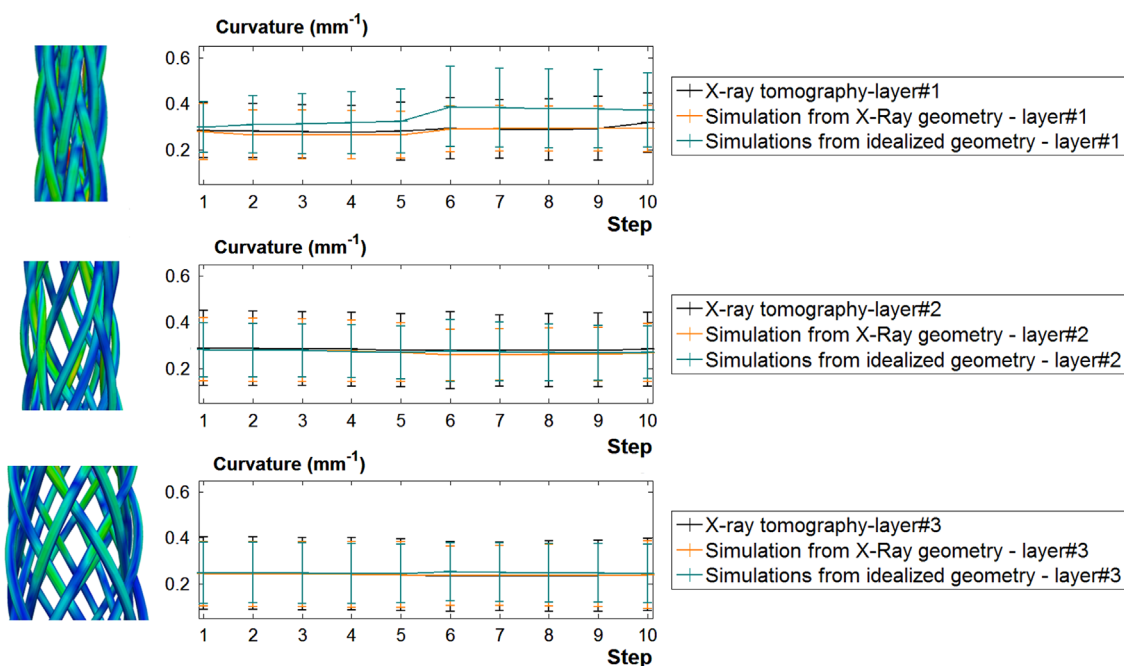 Curvature (mm-1)
0.6
0.4
0.2
1 2 3 4 5 6 7 8 9 10
Step
X-ray tomography-layer#1
Simulation from X-Ray geometry - layer#1
Simulations from idealized geometry - layer#1
Curvature (mm-1)
0.6
0.4
0.2
1 2 3 4 5 6 7 8 9 10
Step
X-ray tomography-layer#2
Simulation from X-Ray geometry - layer#2
Simulations from idealized geometry - layer#2
Curvature (mm-1)
0.6
0.4
0.2
1 2 3 4 5 6 7 8 9 10
Step
X-ray tomography-layer#3
Simulation from X-Ray geometry - layer#3
Simulations from idealized geometry - layer#3